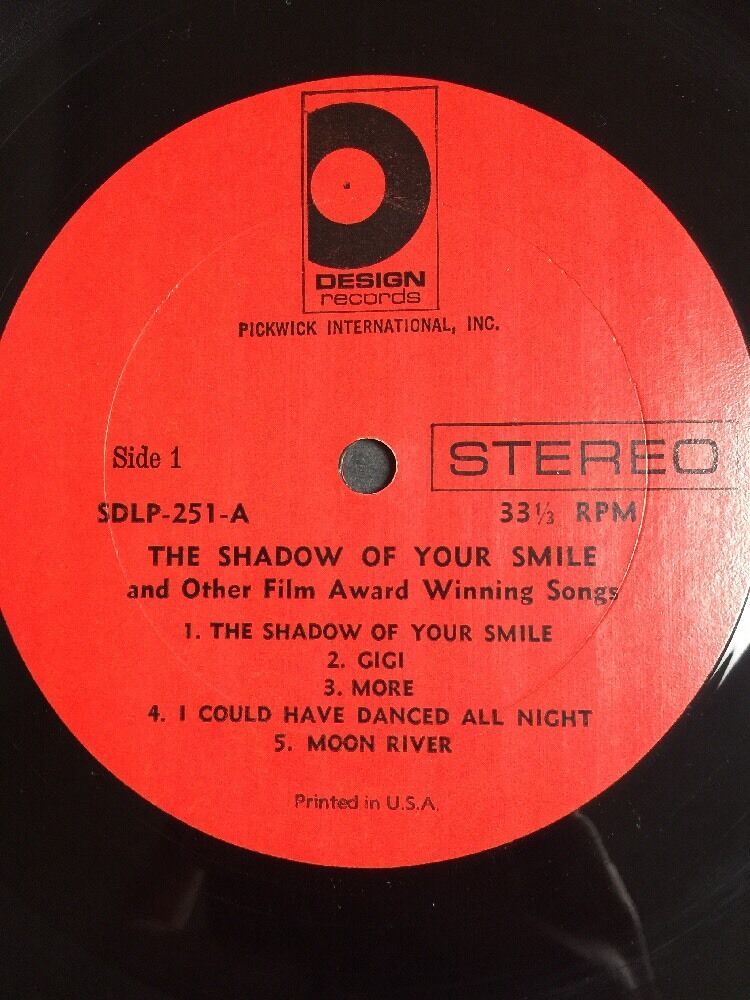 DESIGN
records
PICKWICK INTERNATIONAL, INC.
Side 1
STEREO
SDLP-251-A
33⅓ RPM
THE SHADOW OF YOUR SMILE
and Other Film Award Winning Songs
1. THE SHADOW OF YOUR SMILE
2. GIGI
3. MORE
4. I COULD HAVE DANCED ALL NIGHT
5. MOON RIVER
Printed in U.S.A.